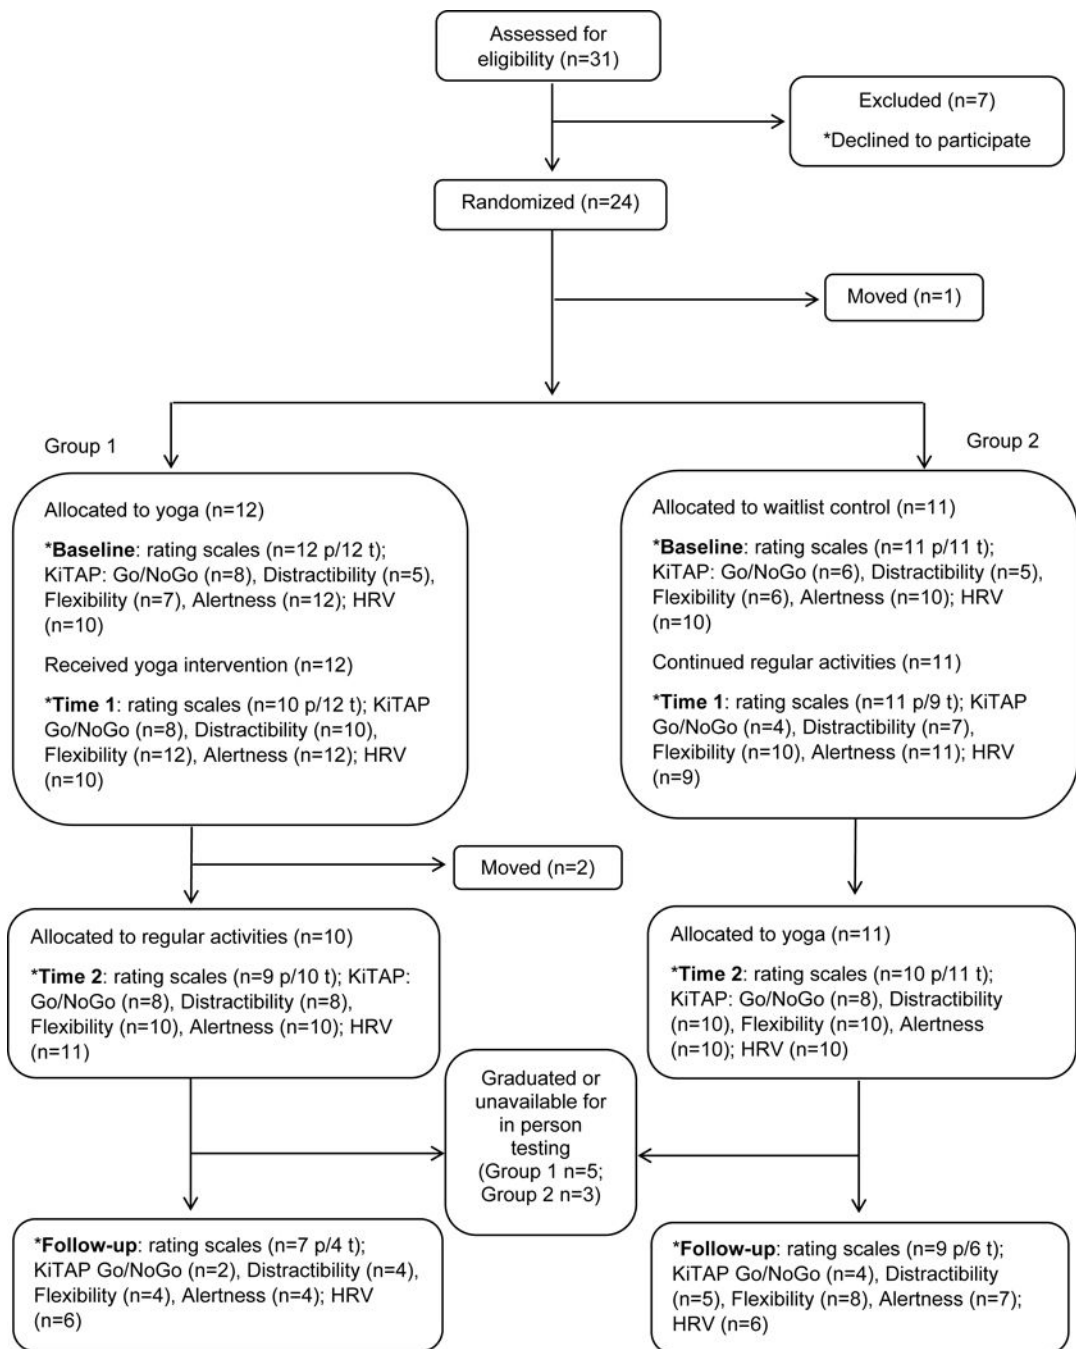 Assessed for
eligibility (n=31)
Excluded (n=7)
*Declined to participate
Randomized (n=24)
Moved (n=1)
Group 1
Group 2
Allocated to yoga (n=12)
*Baseline: rating scales (n=12 p/12 t);
KiTAP: Go/NoGo (n=8), Distractibility (n=5),
Flexibility (n=7), Alertness (n=12); HRV
(n=10)
Received yoga intervention (n=12)
*Time 1: rating scales (n=10 p/12 t); KiTAP
Go/NoGo (n=8), Distractibility (n=10),
Flexibility (n=12), Alertness (n=12); HRV
(n=10)
Allocated to waitlist control (n=11)
*Baseline: rating scales (n=11 p/11 t);
KiTAP: Go/NoGo (n=6), Distractibility (n=5),
Flexibility (n=6), Alertness (n=10); HRV
(n=10)
Continued regular activities (n=11)
*Time 1: rating scales (n=11 p/9 t); KiTAP
Go/NoGo (n=4), Distractibility (n=7),
Flexibility (n=10), Alertness (n=11); HRV
(n=9)
Moved (n=2)
Allocated to regular activities (n=10)
*Time 2: rating scales (n=9 p/10 t); KiTAP:
Go/NoGo (n=8), Distractibility (n=8),
Flexibility (n=10), Alertness (n=10); HRV
(n=11)
Allocated to yoga (n=11)
*Time 2: rating scales (n=10 p/11 t);
KiTAP: Go/NoGo (n=8), Distractibility
(n=10), Flexibility (n=10), Alertness
(n=10); HRV (n=10)
Graduated or
unavailable for
in person
testing
(Group 1 n=5;
Group 2 n=3)
*Follow-up: rating scales (n=7 p/4 t);
KiTAP Go/NoGo (n=2), Distractibility (n=4),
Flexibility (n=4), Alertness (n=4); HRV
(n=6)
*Follow-up: rating scales (n=9 p/6 t);
KiTAP Go/NoGo (n=4), Distractibility
(n=5), Flexibility (n=8), Alertness (n=7);
HRV (n=6)